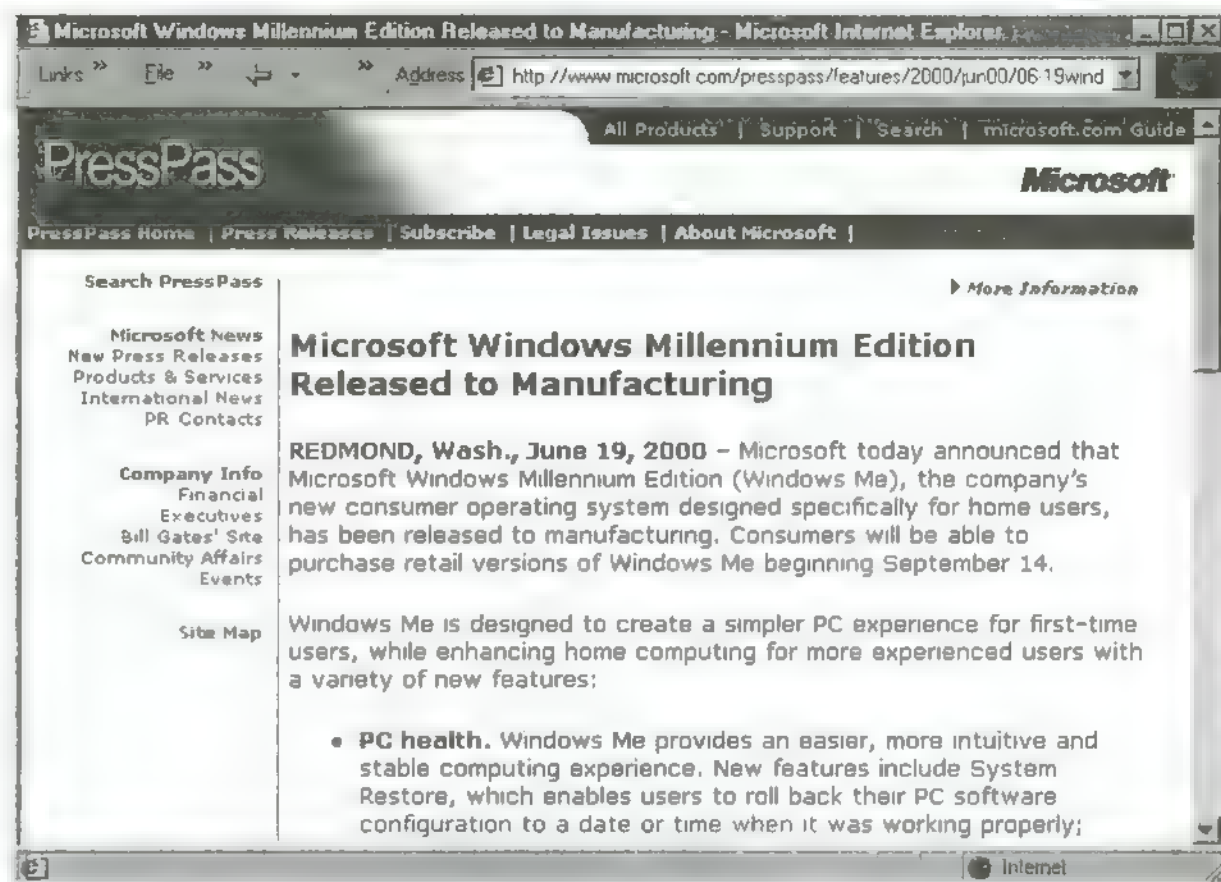 Microsoft Windows Millennium Edition Released to Manufacturing - Microsoft Internet Explorer
Links » File » » Address http://www.microsoft.com/presspass/features/2000/jun00/06-19wind
All Products | Support | Search | microsoft.com Guide
PressPass
Microsoft
PressPass Home | Press Releases | Subscribe | Legal Issues | About Microsoft |
Search PressPass
Microsoft News
New Press Releases
Products & Services
International News
PR Contacts
Company Info
Financial
Executives
Bill Gates' Site
Community Affairs
Events
Site Map
More Information
Microsoft Windows Millennium Edition
Released to Manufacturing
REDMOND, Wash., June 19, 2000 – Microsoft today announced that
Microsoft Windows Millennium Edition (Windows Me), the company's
new consumer operating system designed specifically for home users,
has been released to manufacturing. Consumers will be able to
purchase retail versions of Windows Me beginning September 14.
Windows Me is designed to create a simpler PC experience for first-time
users, while enhancing home computing for more experienced users with
a variety of new features:
• PC health. Windows Me provides an easier, more intuitive and
stable computing experience. New features include System
Restore, which enables users to roll back their PC software
configuration to a date or time when it was working properly;
Internet